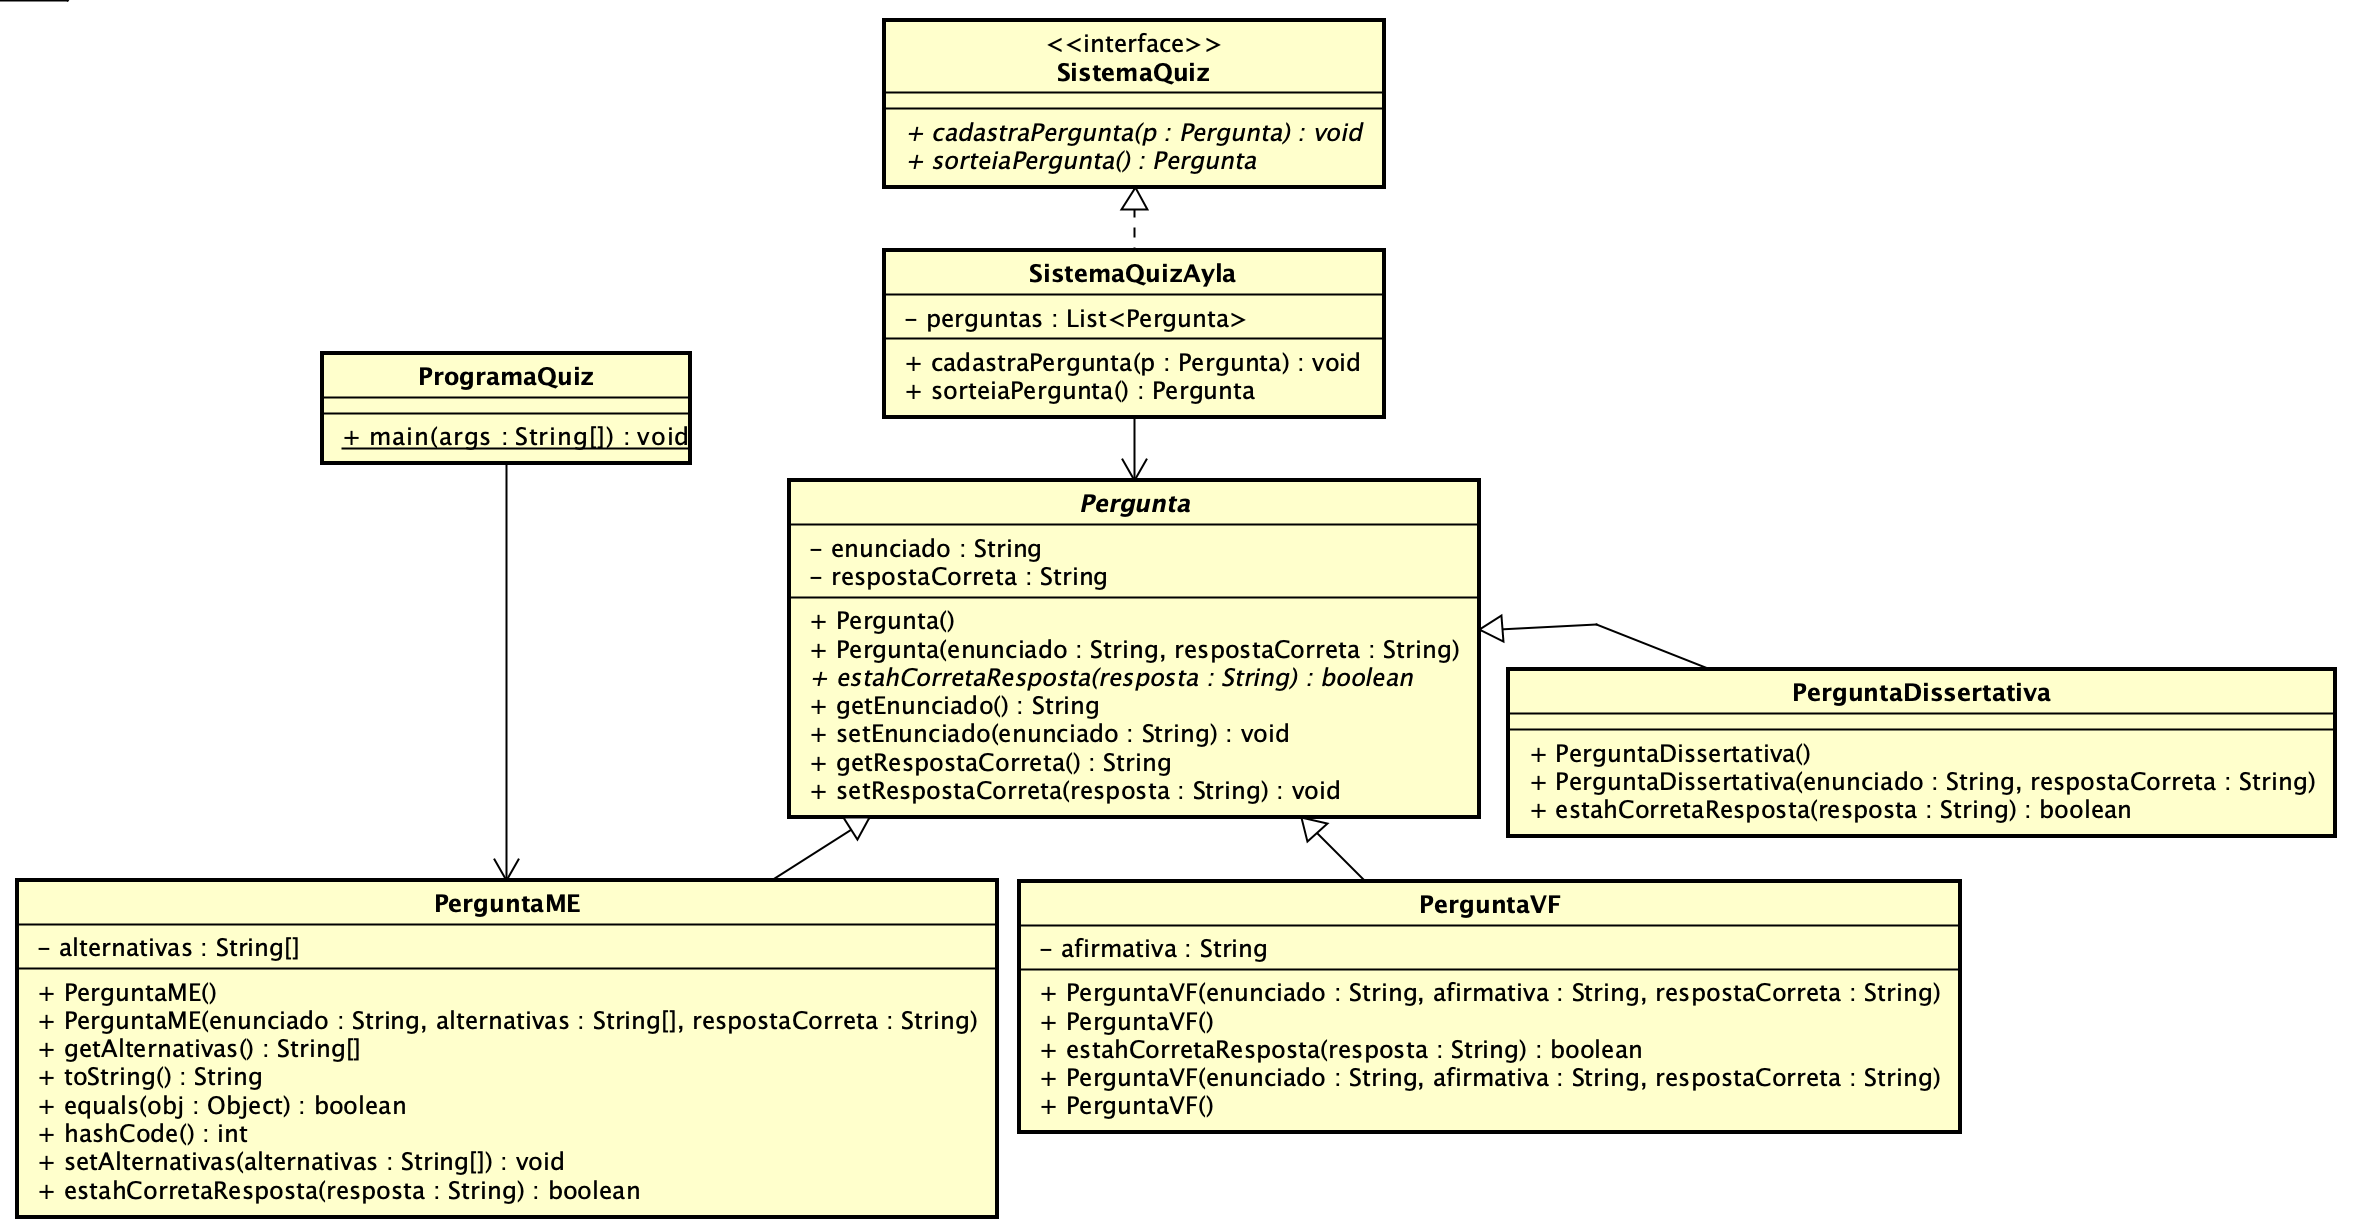 <<interface>>
SistemaQuiz
+ cadastraPergunta(p : Pergunta) : void
+ sorteiaPergunta() : Pergunta
SistemaQuizAyla
- perguntas : List<Pergunta>
+ cadastraPergunta(p : Pergunta) : void
+ sorteiaPergunta() : Pergunta
ProgramaQuiz
+ main(args : String[]) : void
Pergunta
- enunciado : String
- respostaCorreta : String
+ Pergunta()
+ Pergunta(enunciado : String, respostaCorreta : String)
+ estahCorretaResposta(resposta : String) : boolean
+ getEnunciado() : String
+ setEnunciado(enunciado : String) : void
+ getRespostaCorreta() : String
+ setRespostaCorreta(resposta : String) : void
PerguntaDissertativa
+ PerguntaDissertativa()
+ PerguntaDissertativa(enunciado : String, respostaCorreta : String)
+ estahCorretaResposta(resposta : String) : boolean
PerguntaME
- alternativas : String[]
+ PerguntaME()
+ PerguntaME(enunciado : String, alternativas : String[], respostaCorreta : String)
+ getAlternativas() : String[]
+ toString() : String
+ equals(obj : Object) : boolean
+ hashCode() : int
+ setAlternativas(alternativas : String[]) : void
+ estahCorretaResposta(resposta : String) : boolean
PerguntaVF
- afirmativa : String
+ PerguntaVF(enunciado : String, afirmativa : String, respostaCorreta : String)
+ PerguntaVF()
+ estahCorretaResposta(resposta : String) : boolean
+ PerguntaVF(enunciado : String, afirmativa : String, respostaCorreta : String)
+ PerguntaVF()